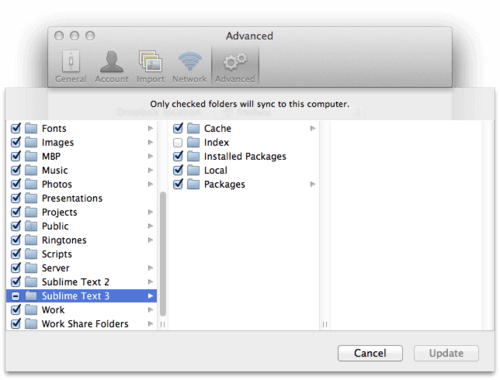 Advanced
General
Account
Import
Network
Advanced
Only checked folders will sync to this computer.
Fonts
Images
MBP
Music
Photos
Presentations
Projects
Public
Ringtones
Scripts
Server
Sublime Text 2
Sublime Text 3
Work
Work Share Folders
Cache
Index
Installed Packages
Local
Packages
Cancel
Update